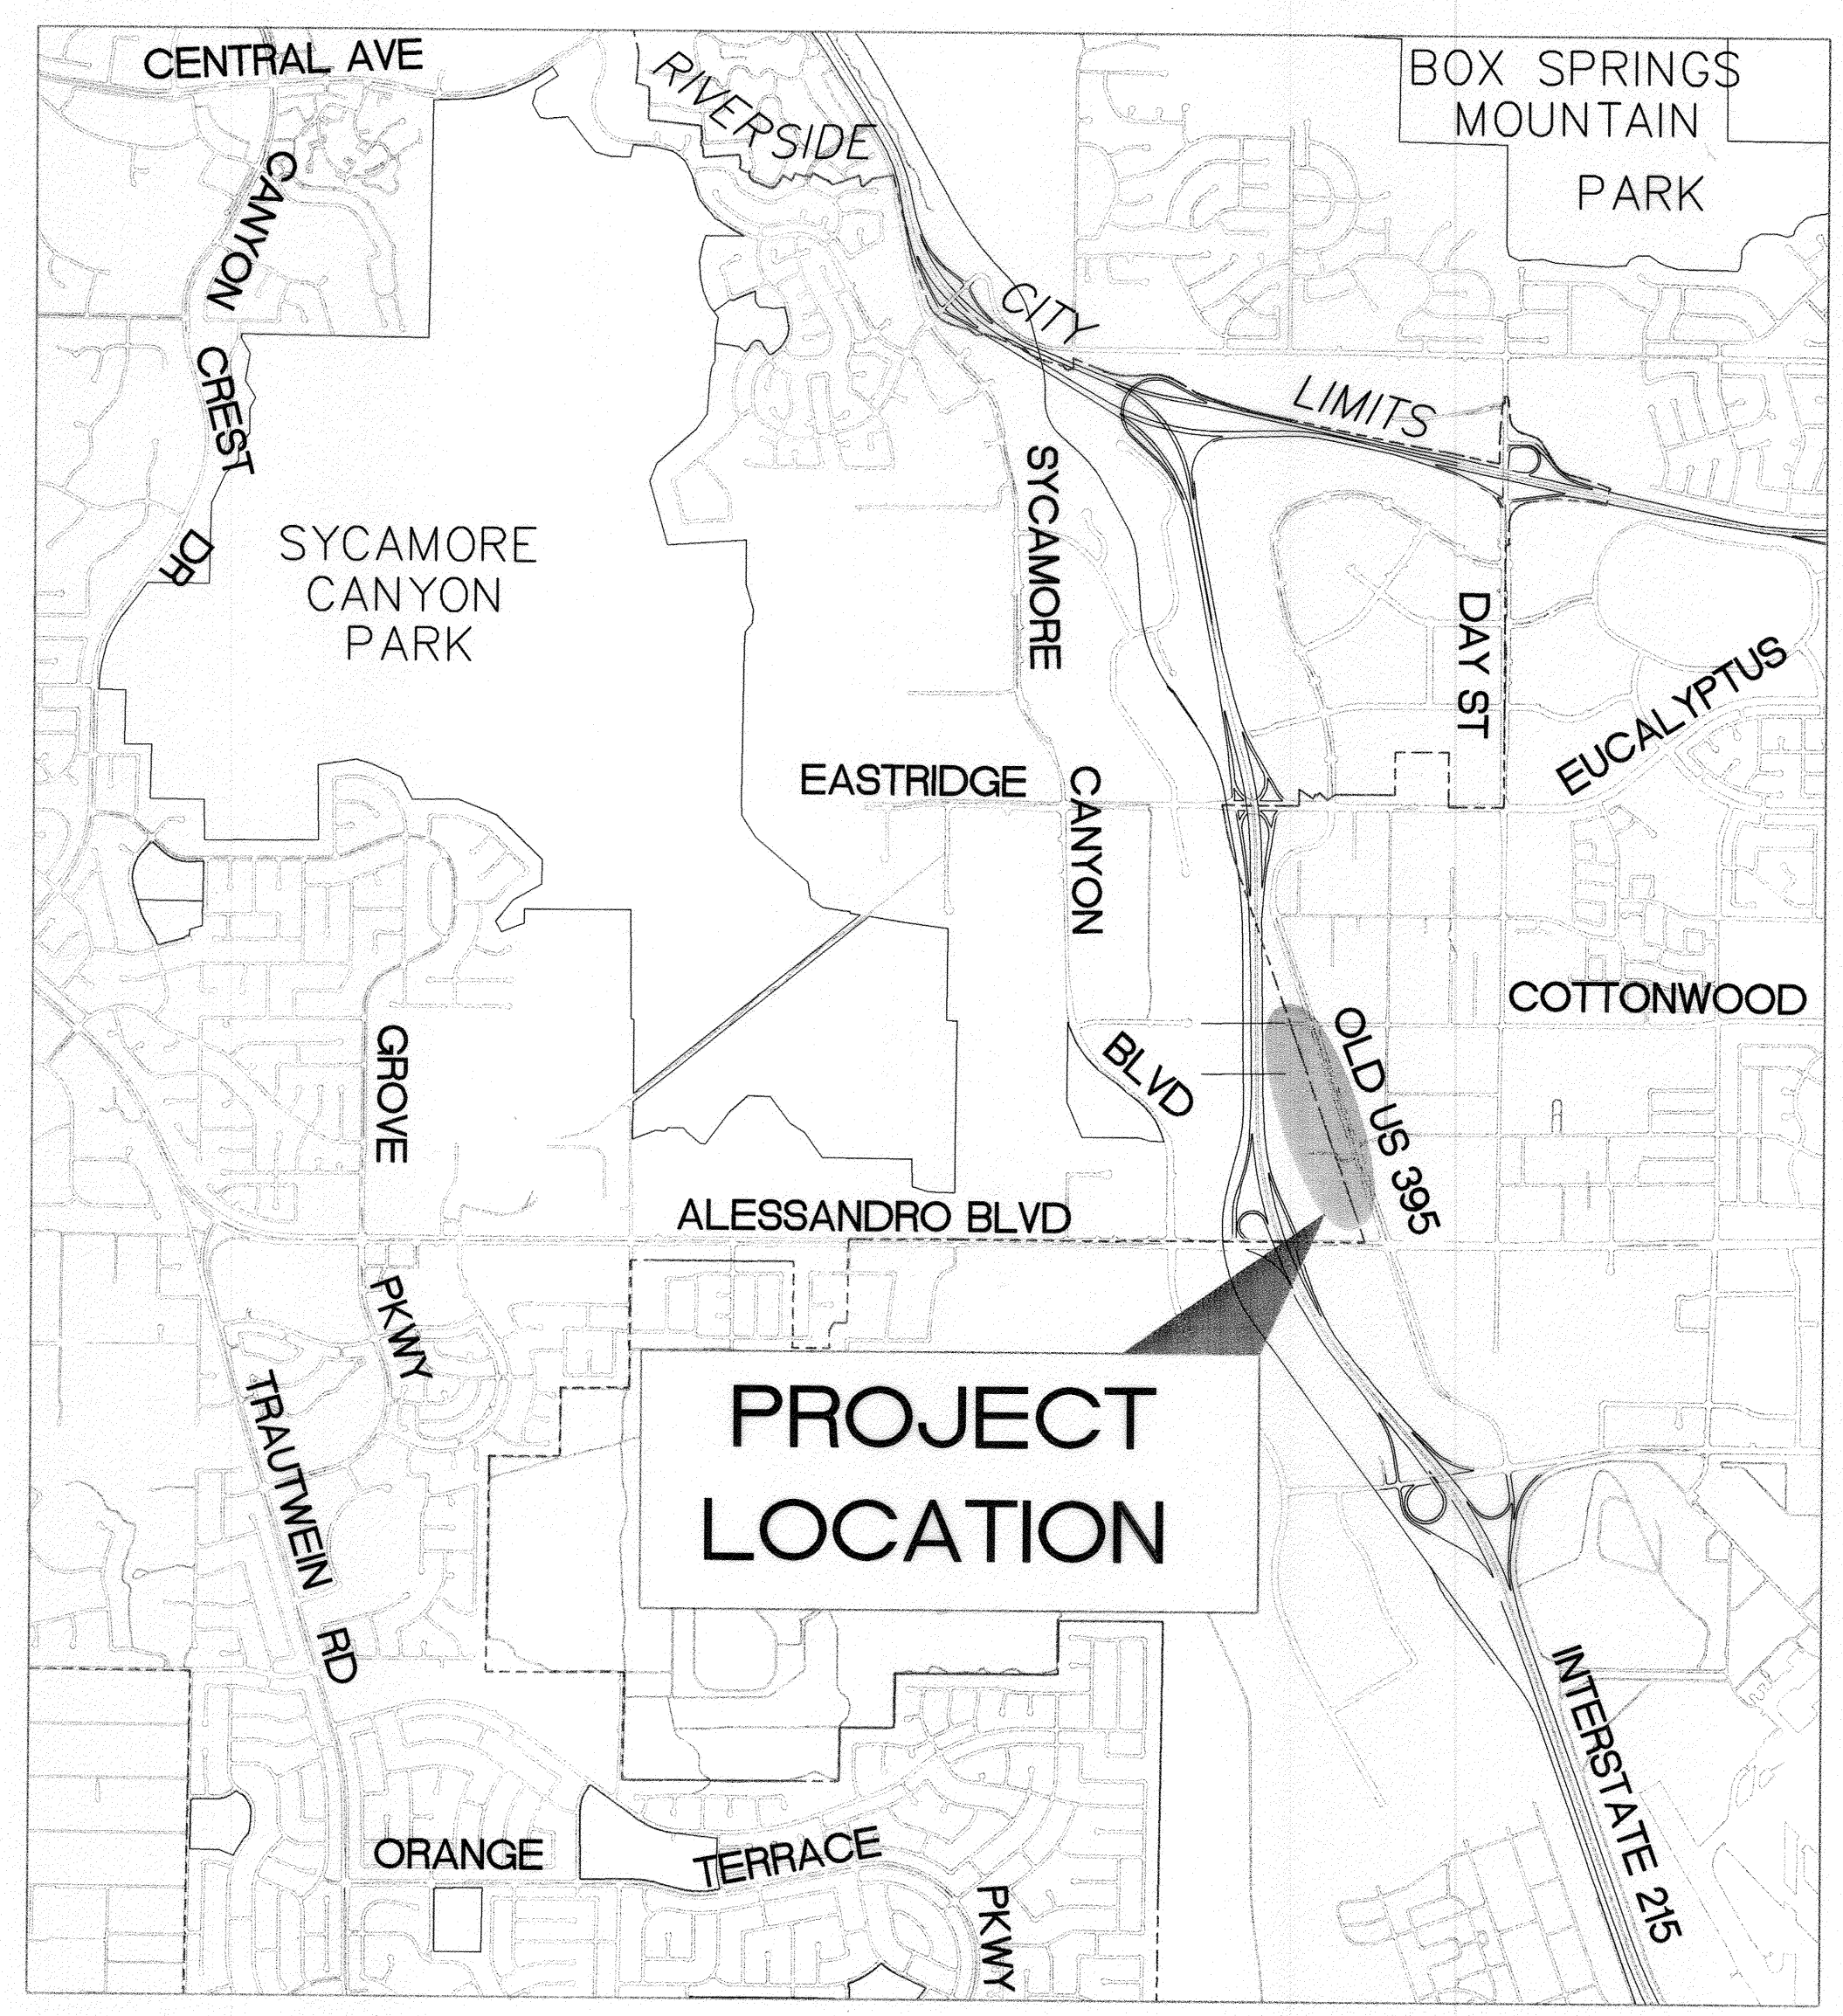 CENTRAL AVE
RIVERSIDE
BOX SPRINGS
MOUNTAIN
PARK
CANYON
CREST
DR
CITY
LIMITS
SYCAMORE
CANYON
PARK
SYCAMORE
CANYON
BLVD
DAY ST
EUCALYPTUS
EASTRIDGE
COTTONWOOD
OLD US 395
GROVE
PKWY
ALESSANDRO BLVD
PROJECT
LOCATION
TRAUTWEIN
RD
INTERSTATE 215
ORANGE
TERRACE
PKWY